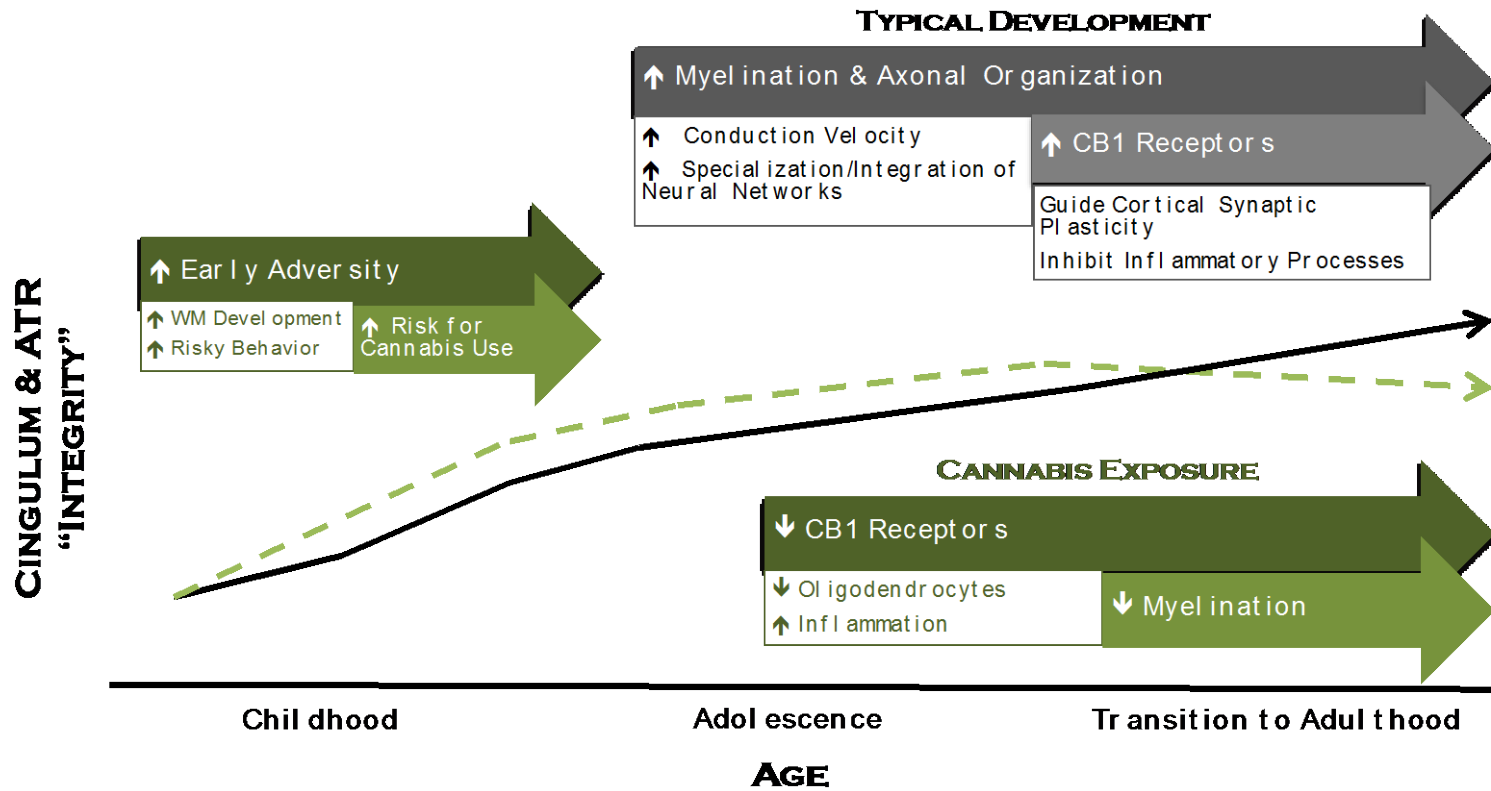 TYPICAL DEVELOPMENT
↑ Myelination & Axonal Organization
↑ Conduction Velocity
↑ Specialization/Integration of
Neural Networks
↑ CB1 Receptors
Guide Cortical Synaptic
Plasticity
Inhibit Inflammatory Processes
↑ Early Adversity
↑ WM Development
↑ Risky Behavior
↑ Risk for
Cannabis Use
CINGULUM & ATR
“INTEGRITY”
CANNABIS EXPOSURE
↓ CB1 Receptors
↓ Oligodendrocytes
↑ Inflammation
↓ Myelination
Childhood
Adolescence
Transition to Adulthood
AGE